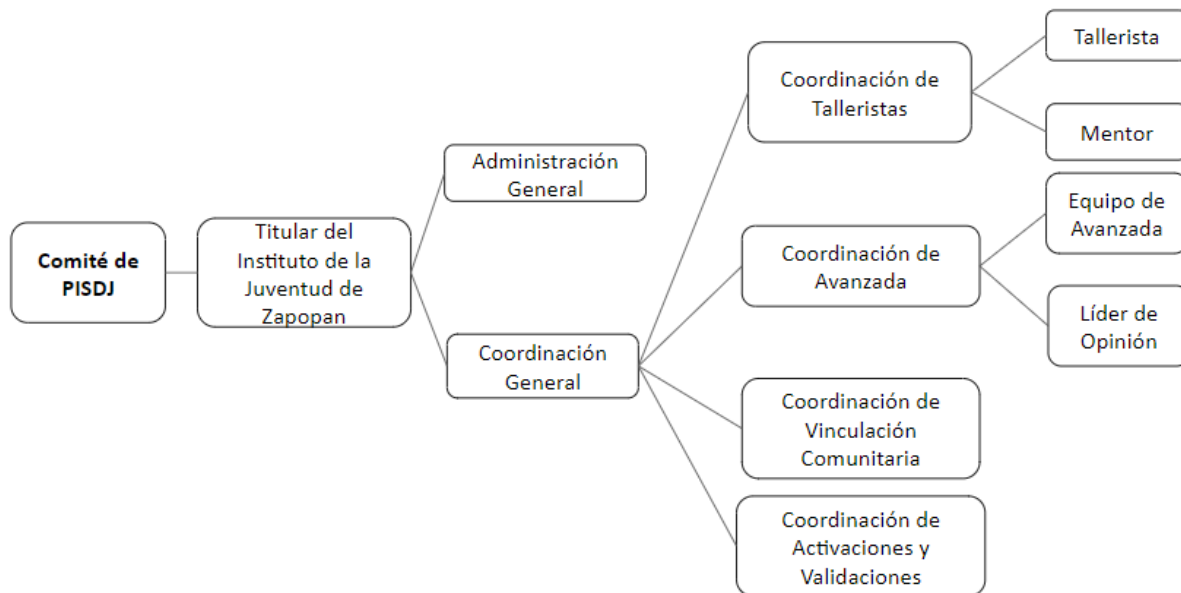 Comité de
PISDJ
Titular del
Instituto de la
Juventud de
Zapopan
Administración
General
Coordinación
General
Coordinación de
Talleristas
Tallerista
Mentor
Coordinación de
Avanzada
Equipo de
Avanzada
Líder de
Opinión
Coordinación de
Vinculación
Comunitaria
Coordinación de
Activaciones y
Validaciones